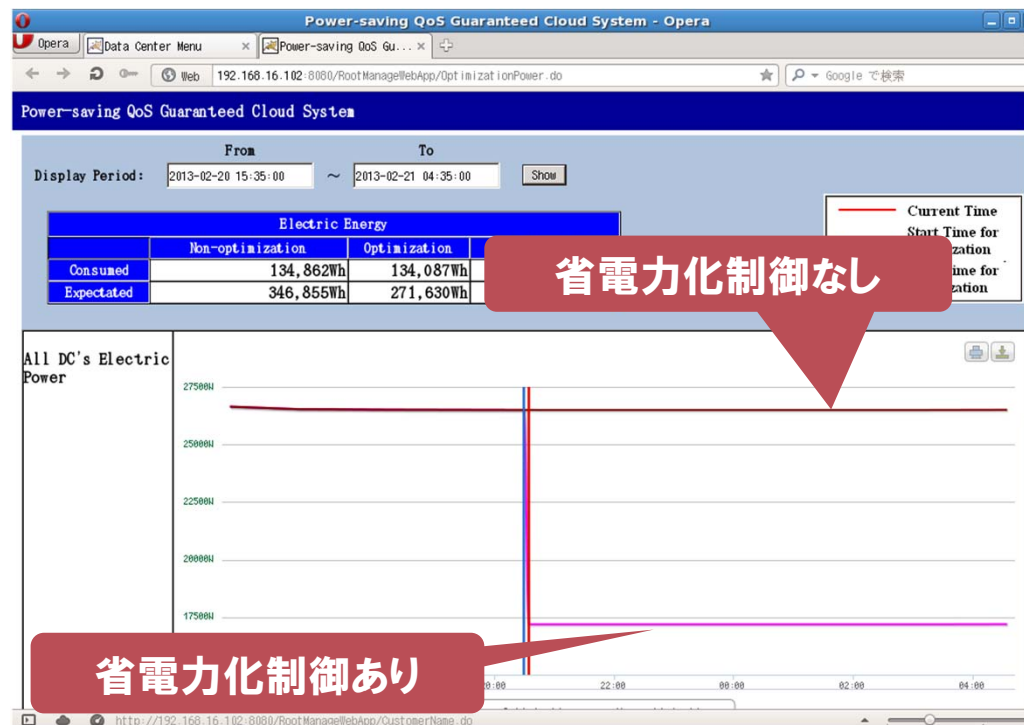 Power-saving QoS Guaranteed Cloud System - Opera
Opera
Data Center Menu
Power-saving QoS Gu...
Web
192.168.16.102:8080/RootManageWebApp/OptimizationPower.do
Google で検索
Power-saving QoS Guaranteed Cloud System
From
To
Display Period:
2013-02-20 15:35:00
~
2013-02-21 04:35:00
Show
Electric Energy
Non-optimization
Optimization
Consumed
134,862Wh
134,087Wh
Expectated
346,855Wh
271,630Wh
Current Time
Start Time for
省電力化制御なし
All DC's Electric
Power
27500W
25000W
22500W
20000W
17500W
省電力化制御あり
22:00
00:00
02:00
04:00
http://192.168.16.102:8080/RootManageWebApp/CustomerName.do